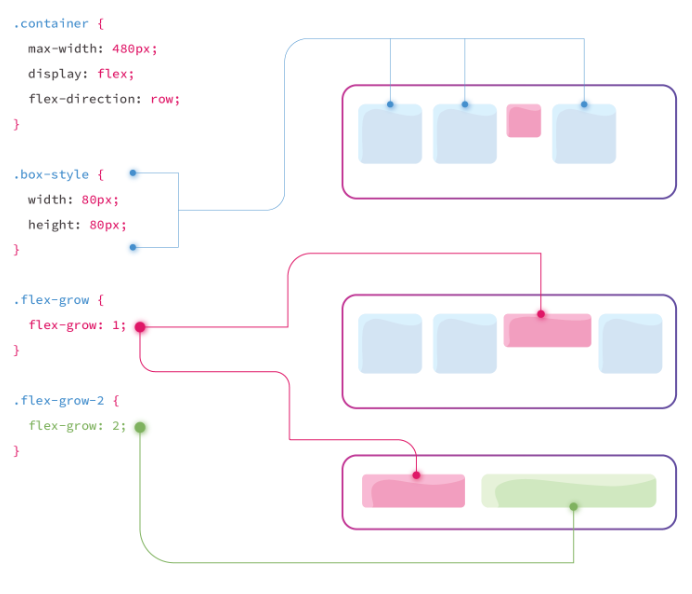 .container {
max-width: 480px;
display: flex;
flex-direction: row;
}
.box-style {
width: 80px;
height: 80px;
}
.flex-grow {
flex-grow: 1;
}
.flex-grow-2 {
flex-grow: 2;
}